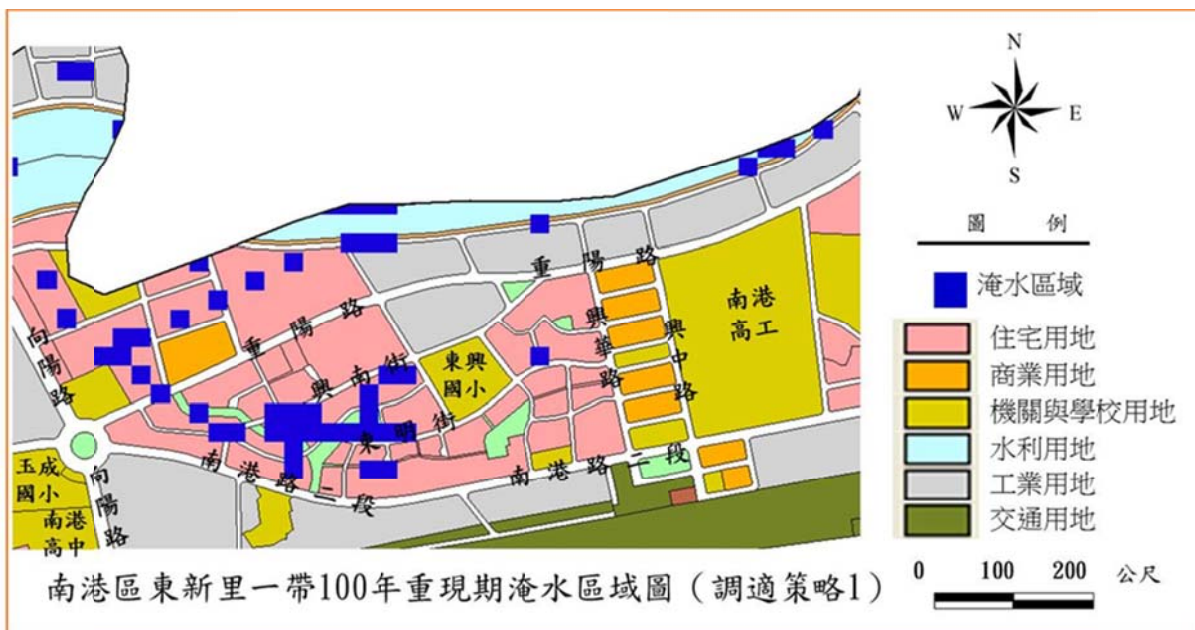 N
W E
S
圖 例
淹水區域
住宅用地
商業用地
機關與學校用地
水利用地
工業用地
交通用地
0 100 200 公尺
重陽路
重陽路
向陽路
向陽路
興南街
東明街
興華路
興中路
南港路二段
南港路二段
東興
國小
南港
高工
玉成
國小
南港
高中
南港區東新里一帶100年重現期淹水區域圖（調適策略1）